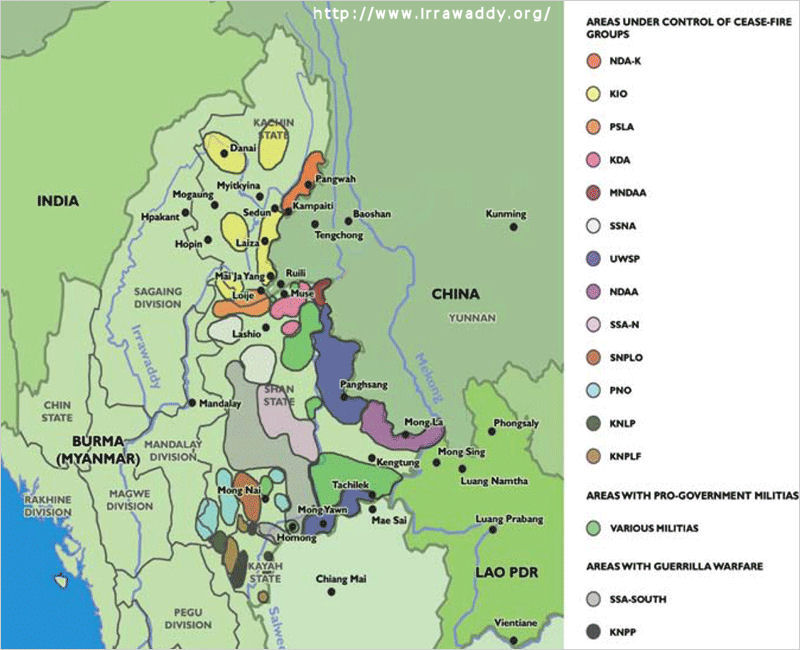 http://www.Irrawaddy.org/
KACHIN
STATE
Danai
Myitkyina
Pangwah
Mogaung
Hpakant
Sedun
Kampaiti
Baoshan
Kunming
Tengchong
Hopin
Laiza
INDIA
Mai Ja Yang
Ruili
Loije
Muse
CHINA
YUNNAN
SAGAING
DIVISION
Irrawaddy
Lashio
Mekong
SHAN
STATE
Panghsang
CHIN
STATE
Mandalay
BURMA
(MYANMAR)
MANDALAY
DIVISION
Mong La
Phongsaly
Kengtung
Mong Sing
Luang Namtha
RAKHINE
DIVISION
MAGWE
DIVISION
Mong Nai
Tachilek
Mong Yawn
Mae Sai
Luang Prabang
Homong
KAYAH
STATE
Chiang Mai
LAO PDR
PEGU
DIVISION
Salwe
Vientiane
AREAS UNDER CONTROL OF CEASE-FIRE
GROUPS
NDA-K
KIO
PSLA
KDA
MNDAA
SSNA
UWSP
NDAA
SSA-N
SNPLO
PNO
KNLP
KNPLF
AREAS WITH PRO-GOVERNMENT MILITIAS
VARIOUS MILITIAS
AREAS WITH GUERRILLA WARFARE
SSA-SOUTH
KNPP